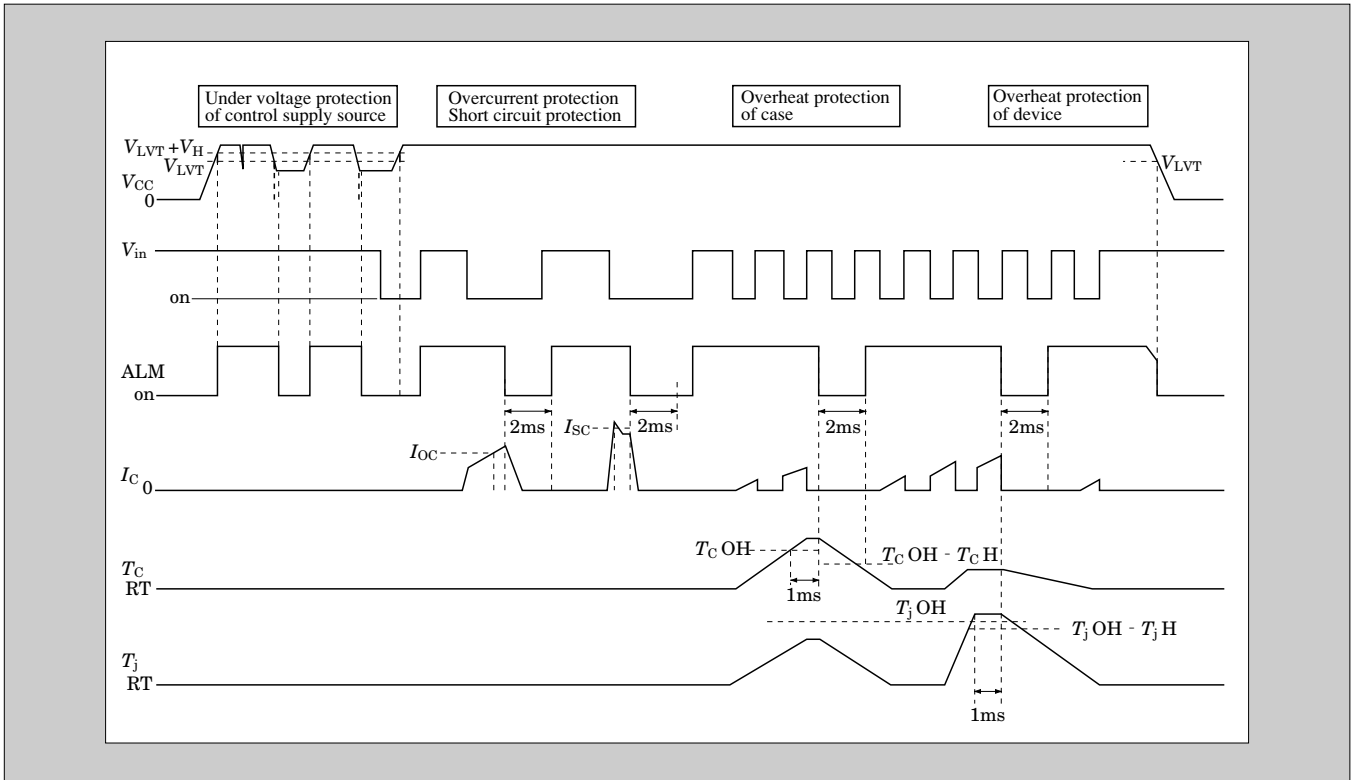 Under voltage protection
of control supply source
Overcurrent protection
Short circuit protection
Overheat protection
of case
Overheat protection
of device
VLVT+VH
VLVT
VCC
0
VLVT
Vin
on
ALM
on
2ms
ISC
2ms
2ms
2ms
IOC
IC 0
TC OH
TC OH - TC H
TC
RT
1ms
Tj OH
Tj OH - Tj H
Tj
RT
1ms